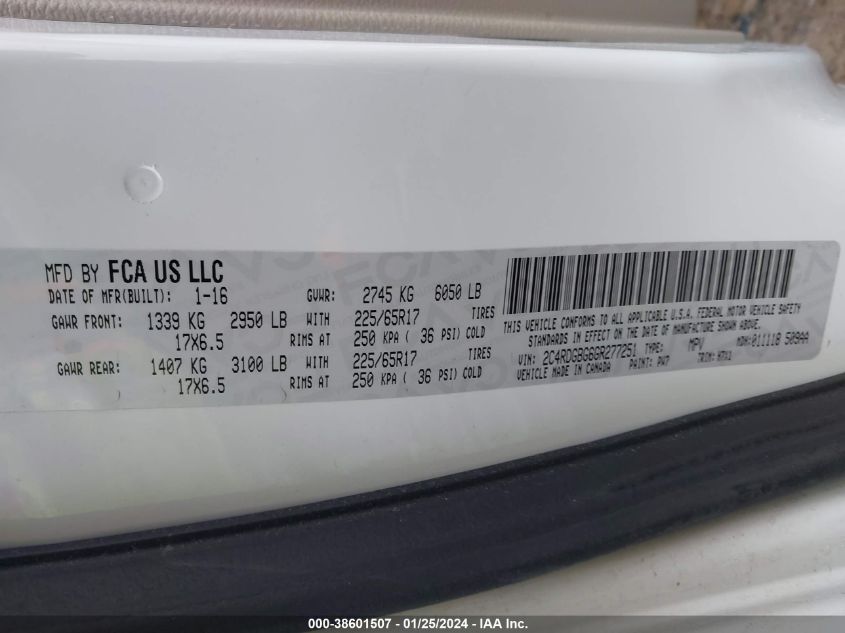 MFD BY FCA US LLC
DATE OF MFR(BUILT): 1-16 GVWR: 2745 KG 6050 LB
GAWR FRONT: 1339 KG 2950 LB WITH 225/65R17 TIRES
17X6.5 RIMS AT 250 KPA ( 36 PSI) COLD
GAWR REAR: 1407 KG 3100 LB WITH 225/65R17 TIRES
17X6.5 RIMS AT 250 KPA ( 36 PSI) COLD
THIS VEHICLE CONFORMS TO ALL APPLICABLE U.S.A. FEDERAL MOTOR VEHICLE SAFETY
STANDARDS IN EFFECT ON THE DATE OF MANUFACTURE SHOWN ABOVE.
VIN: 2C4RDGBG6GR277251 TYPE: MPV MDH: 011118 509AA
VEHICLE MADE IN CANADA PAINT: PW7 TRIM:
000-38601507 - 01/25/2024 - IAA Inc.